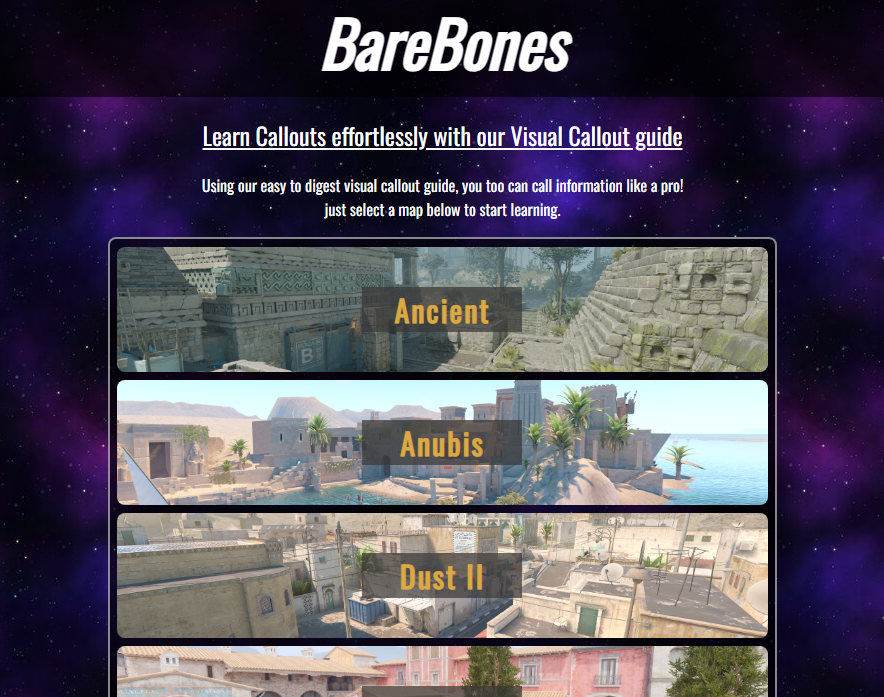 BareBones
Learn Callouts effortlessly with our Visual Callout guide
Using our easy to digest visual callout guide, you too can call information like a pro!
just select a map below to start learning.
Ancient
B
Anubis
Dust II